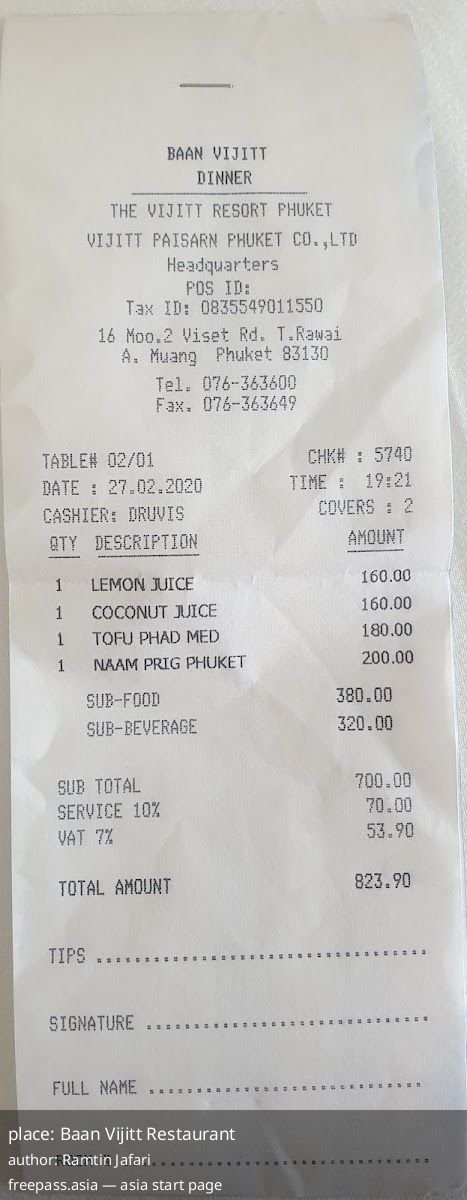 BAAN VIJITT
DINNER
THE VIJITT RESORT PHUKET
VIJITT PAISARN PHUKET CO.,LTD
Headquarters
POS ID:
Tax ID: 0835549011550
16 Moo.2 Viset Rd. T.Rawai
A. Muang Phuket 83130
Tel. 076-363600
Fax. 076-363649
TABLE# 02/01 CHK# : 5740
DATE : 27.02.2020 TIME : 19:21
CASHIER: DRUVIS COVERS : 2
QTY DESCRIPTION AMOUNT
1 LEMON JUICE 160.00
1 COCONUT JUICE 160.00
1 TOFU PHAD MED 180.00
1 NAAM PRIG PHUKET 200.00
SUB-FOOD 380.00
SUB-BEVERAGE 320.00
SUB TOTAL 700.00
SERVICE 10% 70.00
VAT 7% 53.90
TOTAL AMOUNT 823.90
TIPS ........................................
SIGNATURE ..................................
FULL NAME ..................................
place: Baan Vijitt Restaurant
author: Ramtin Jafari
freepass.asia — asia start page